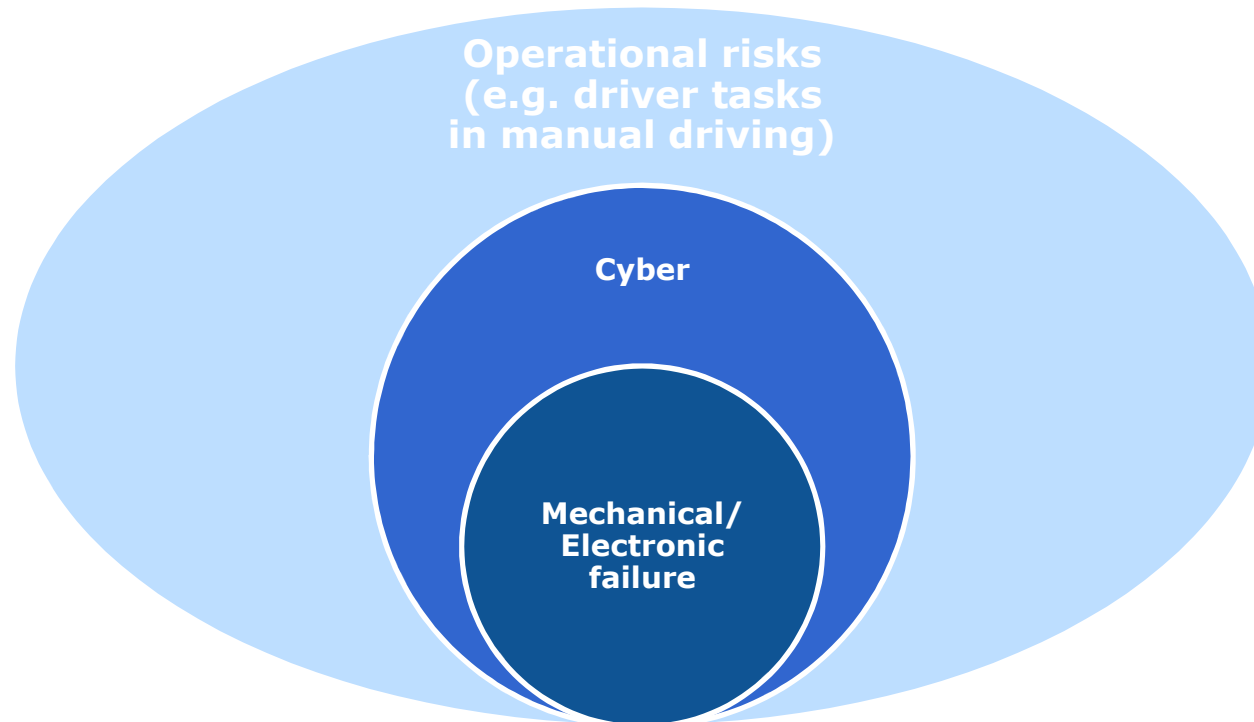 Operational risks
(e.g. driver tasks
in manual driving)
Cyber
Mechanical/
Electronic
failure